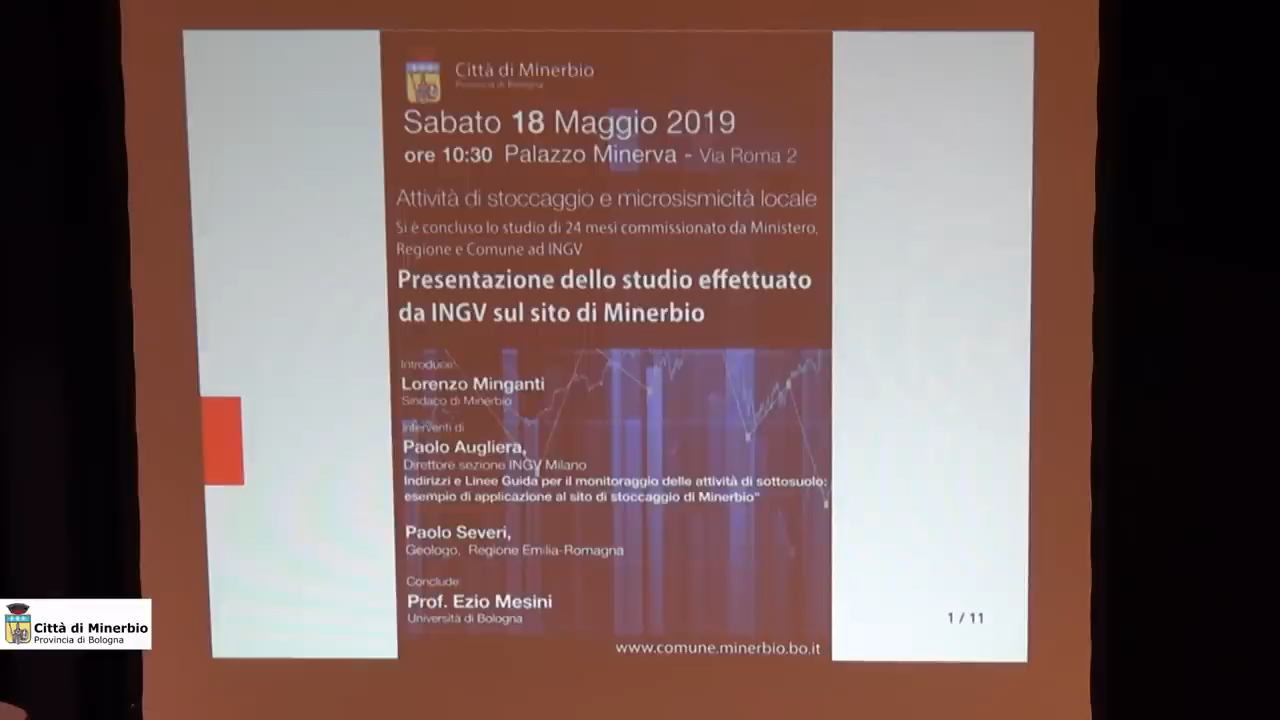 Città di Minerbio
Provincia di Bologna
Sabato 18 Maggio 2019
ore 10:30 Palazzo Minerva - Via Roma 2
Attività di stoccaggio e microsismicità locale
Si è concluso lo studio di 24 mesi commissionato da Ministero,
Regione e Comune ad INGV
Presentazione dello studio effettuato
da INGV sul sito di Minerbio
Introduce:
Lorenzo Minganti
Sindaco di Minerbio
Interventi di
Paolo Augliera,
Direttore sezione INGV Milano
Indirizzi e Linee Guida per il monitoraggio delle attività di sottosuolo:
esempio di applicazione al sito di stoccaggio di Minerbio"
Paolo Severi,
Geologo, Regione Emilia-Romagna
Conclude
Prof. Ezio Mesini
Università di Bologna
www.comune.minerbio.bo.it
1 / 11
Città di Minerbio
Provincia di Bologna